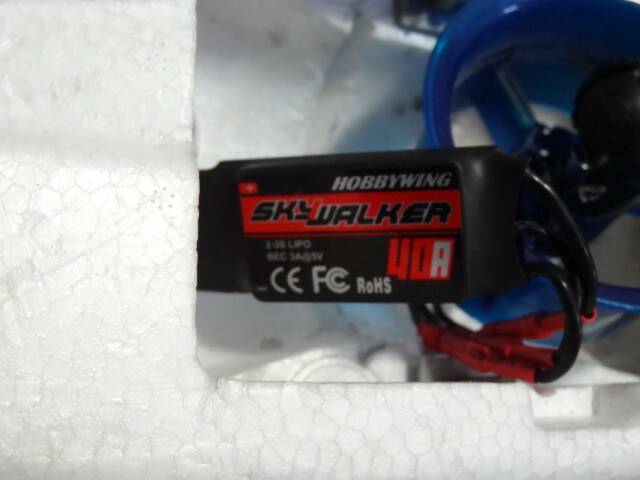 HOBBYWING
SKYWALKER
2-3S LIPO
BEC 3A@5V
40A
CE FC RoHS